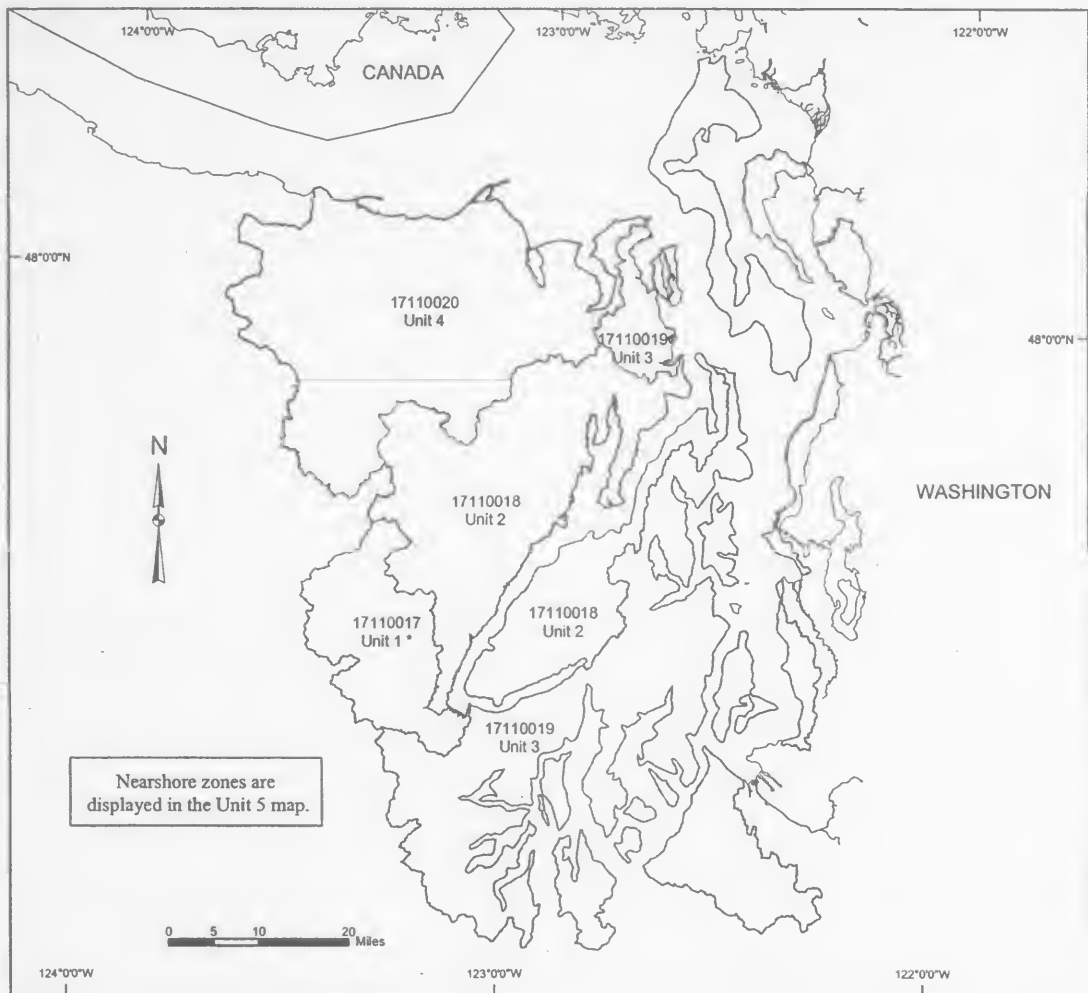 124°0'0"W 123°0'0"W 122°0'0"W
CANADA
48°0'0"N
17110020
Unit 4
17110019
Unit 3
48°0'0"N
N
17110018
Unit 2
WASHINGTON
17110017
Unit 1
17110018
Unit 2
17110019
Unit 3
Nearshore zones are
displayed in the Unit 5 map.
0 5 10 20
Miles
124°0'0"W 123°0'0"W 122°0'0"W